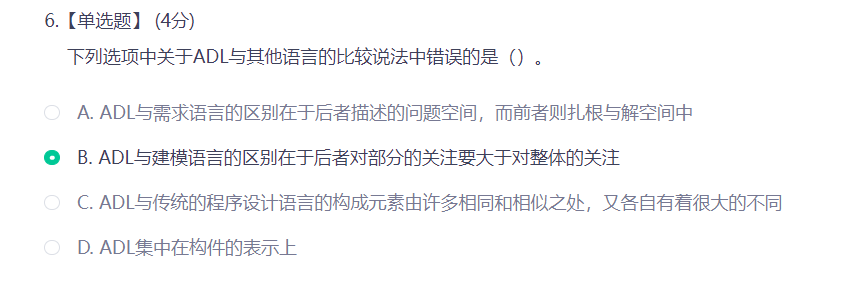 6.【单选题】 (4分)
下列选项中关于ADL与其他语言的比较说法中错误的是（）。
A. ADL与需求语言的区别在于后者描述的问题空间，而前者则扎根与解空间中
B. ADL与建模语言的区别在于后者对部分的关注要大于对整体的关注
C. ADL与传统的程序设计语言的构成元素由许多相同和相似之处，又各自有着很大的不同
D. ADL集中在构件的表示上